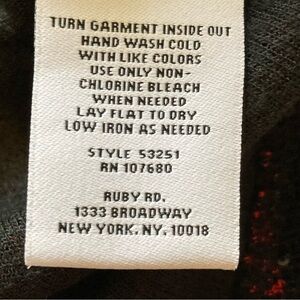 TURN GARMENT INSIDE OUT
HAND WASH COLD
WITH LIKE COLORS
USE ONLY NON-
CHLORINE BLEACH
WHEN NEEDED
LAY FLAT TO DRY
LOW IRON AS NEEDED
STYLE 53251
RN 107680
RUBY RD.
1333 BROADWAY
NEW YORK, NY, 10018